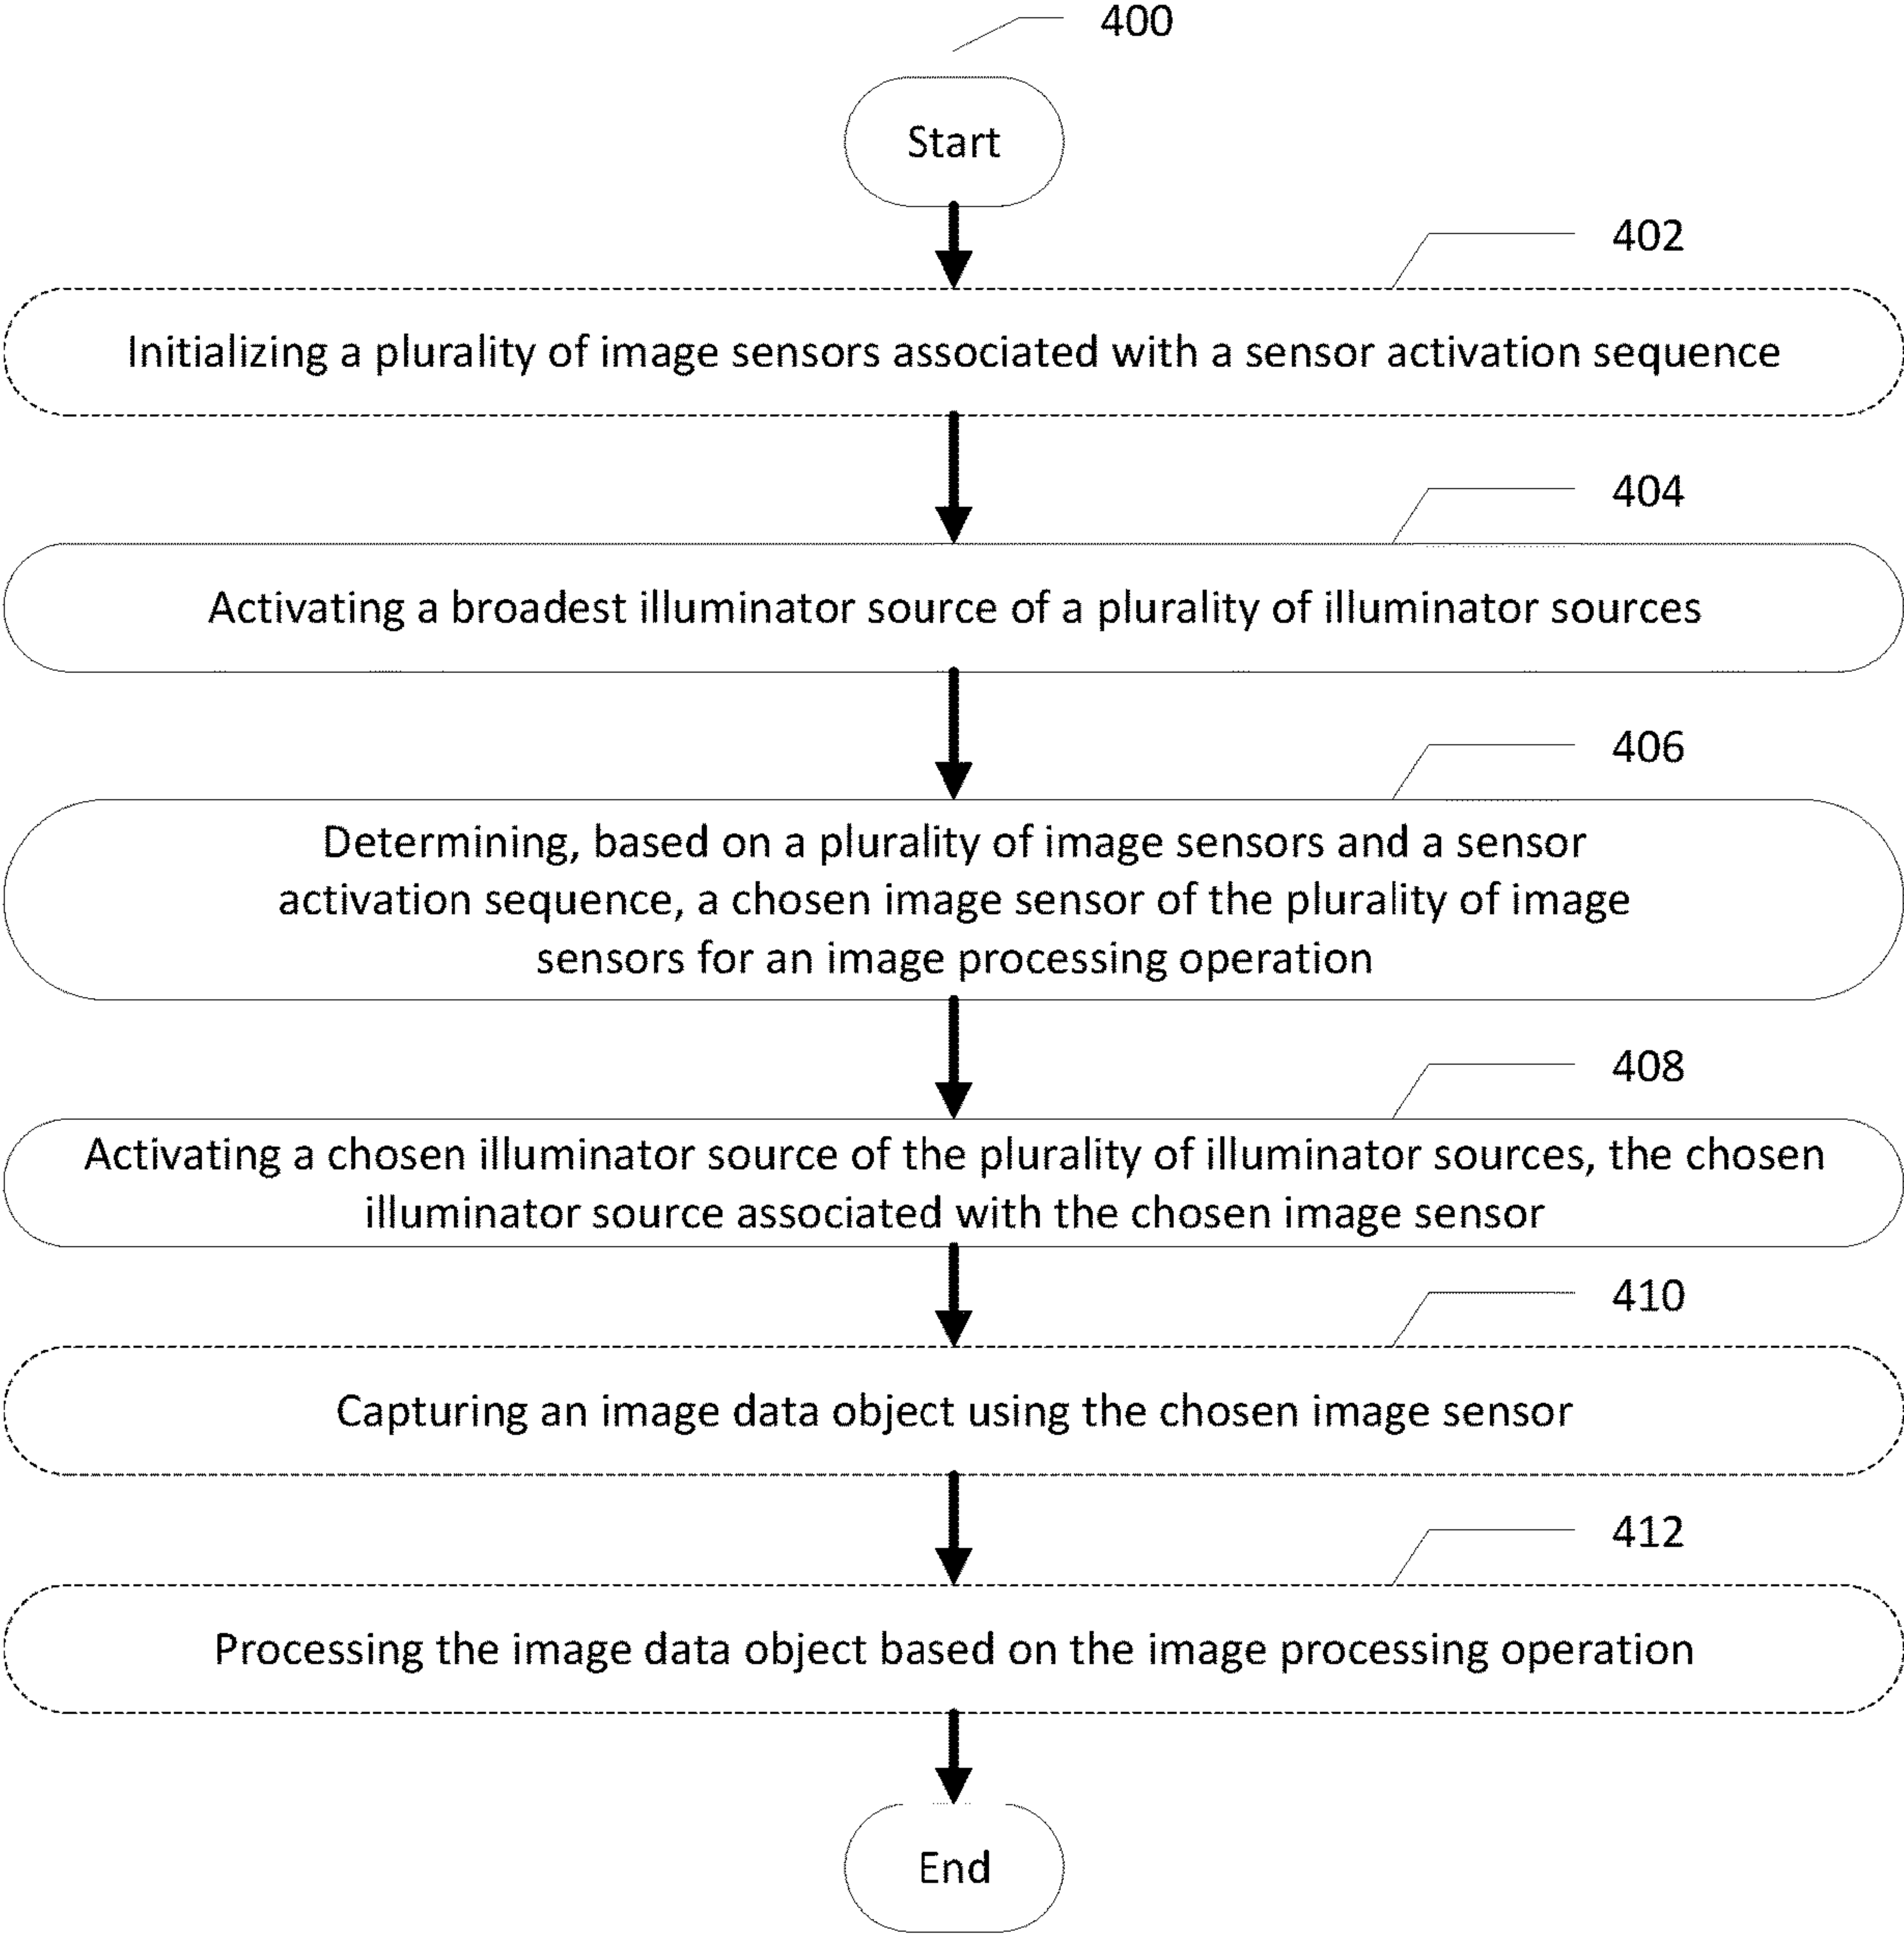 400
Start
402
Initializing a plurality of image sensors associated with a sensor activation sequence
404
Activating a broadest illuminator source of a plurality of illuminator sources
406
Determining, based on a plurality of image sensors and a sensor
activation sequence, a chosen image sensor of the plurality of image
sensors for an image processing operation
408
Activating a chosen illuminator source of the plurality of illuminator sources, the chosen
illuminator source associated with the chosen image sensor
410
Capturing an image data object using the chosen image sensor
412
Processing the image data object based on the image processing operation
End